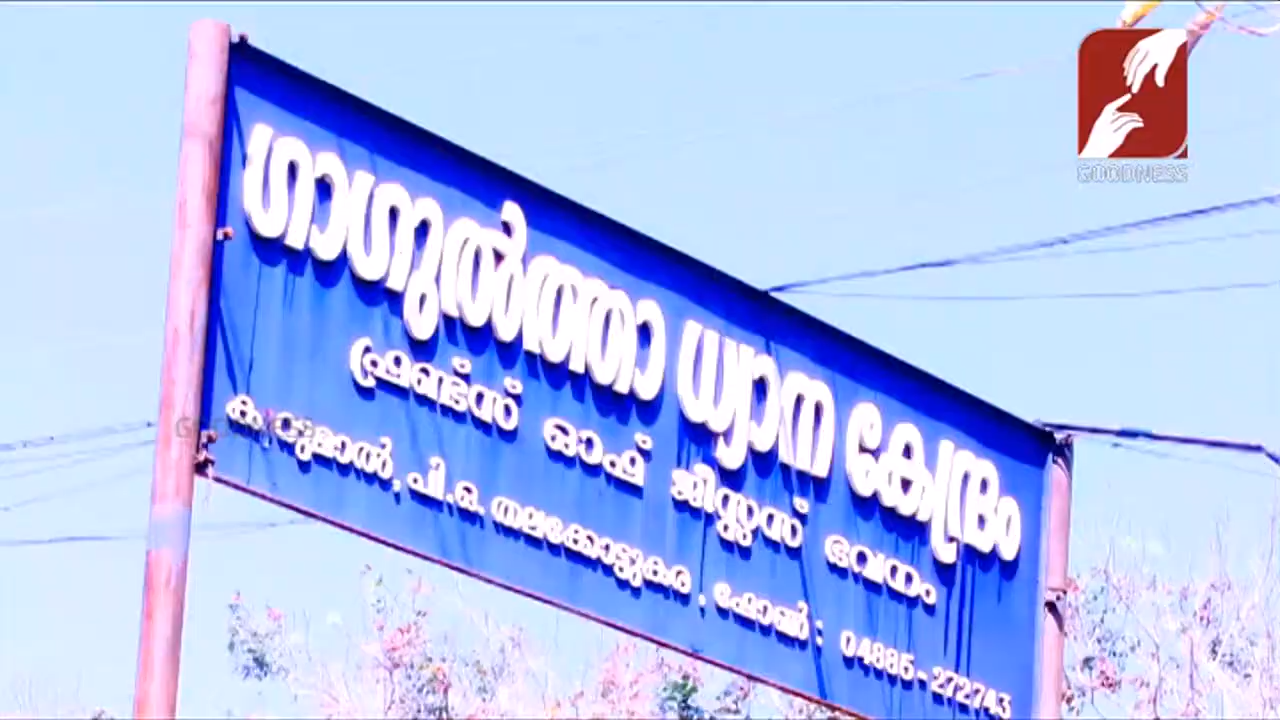 ഗാഗുൽത്താ ധ്യാന കേന്ദ്രം
ഫ്രണ്ട്സ് ഓഫ് ജീസ്സസ് ഭവനം
പി.ഒ. തലക്കോട്ടുകര . ഫോൺ : 04885-272743
GOODNESS